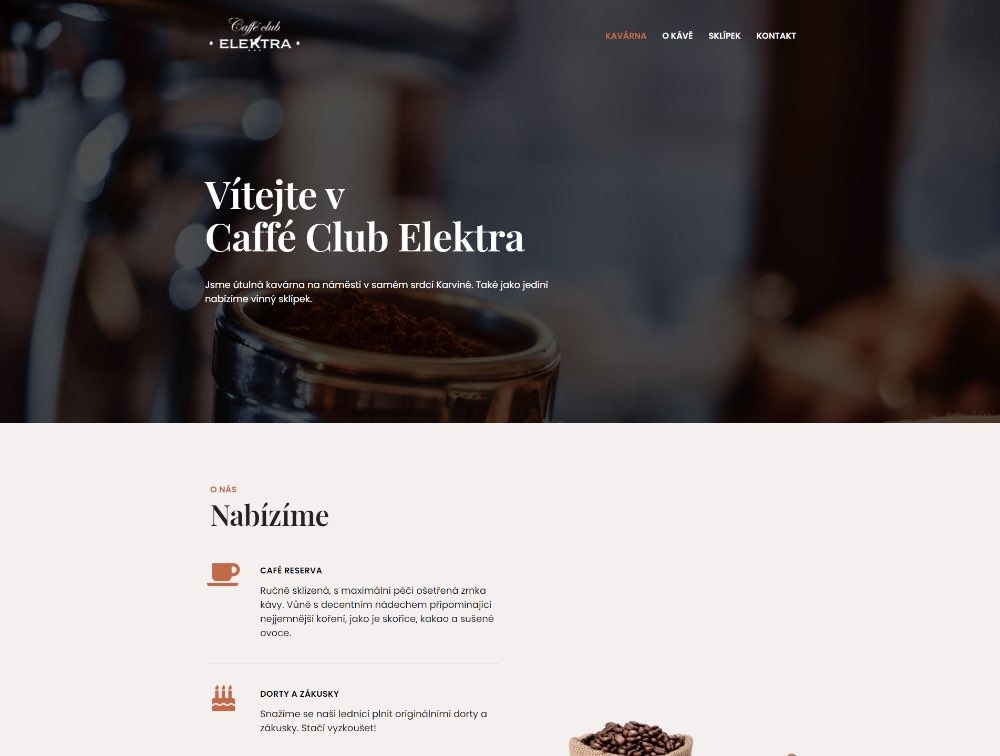 Caffé club
• ELEKTRA •
KAVÁRNA O KÁVĚ SKLÍPEK KONTAKT
Vítejte v
Caffé Club Elektra
Jsme útulná kavárna na náměstí v samém srdci Karviné. Také jako jediní
nabízíme vinný sklípek.
O NÁS
Nabízíme
CAFÉ RESERVA
Ručně sklizená, s maximální péčí ošetřená zrnka
kávy. Vůně s decentním nádechem připomínající
nejjemnější koření, jako je skořice, kakao a sušené
ovoce.
DORTY A ZÁKUSKY
Snažíme se naši lednici plnit originálními dorty a
zákusky. Stačí vyzkoušet!